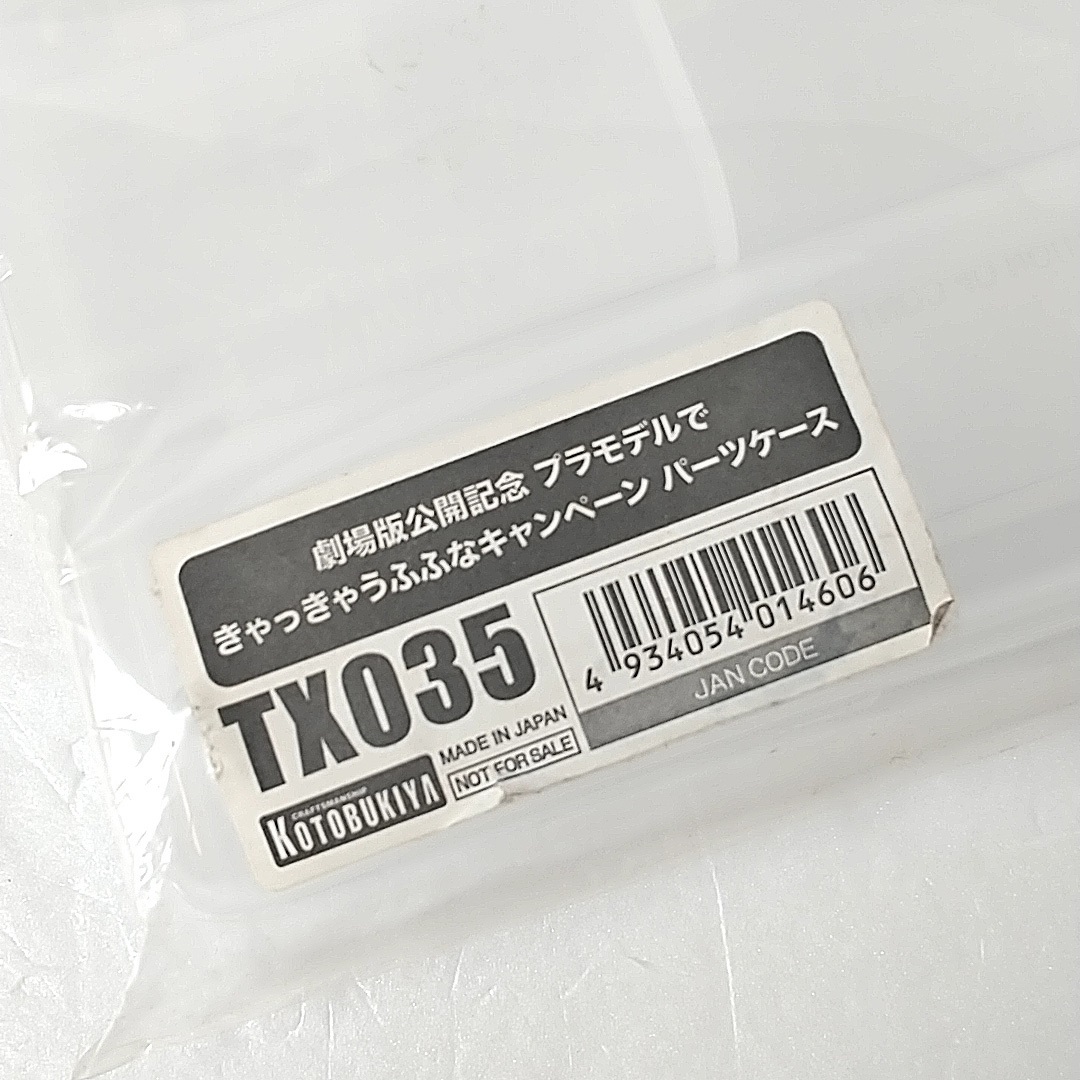 劇場版公開記念 プラモデルで
きゃっきゃうふふなキャンペーン パーツケース
TX035
4 934054 014606
JAN CODE
MADE IN JAPAN
NOT FOR SALE
CRAFTSMANSHIP
KOTOBUKIYA